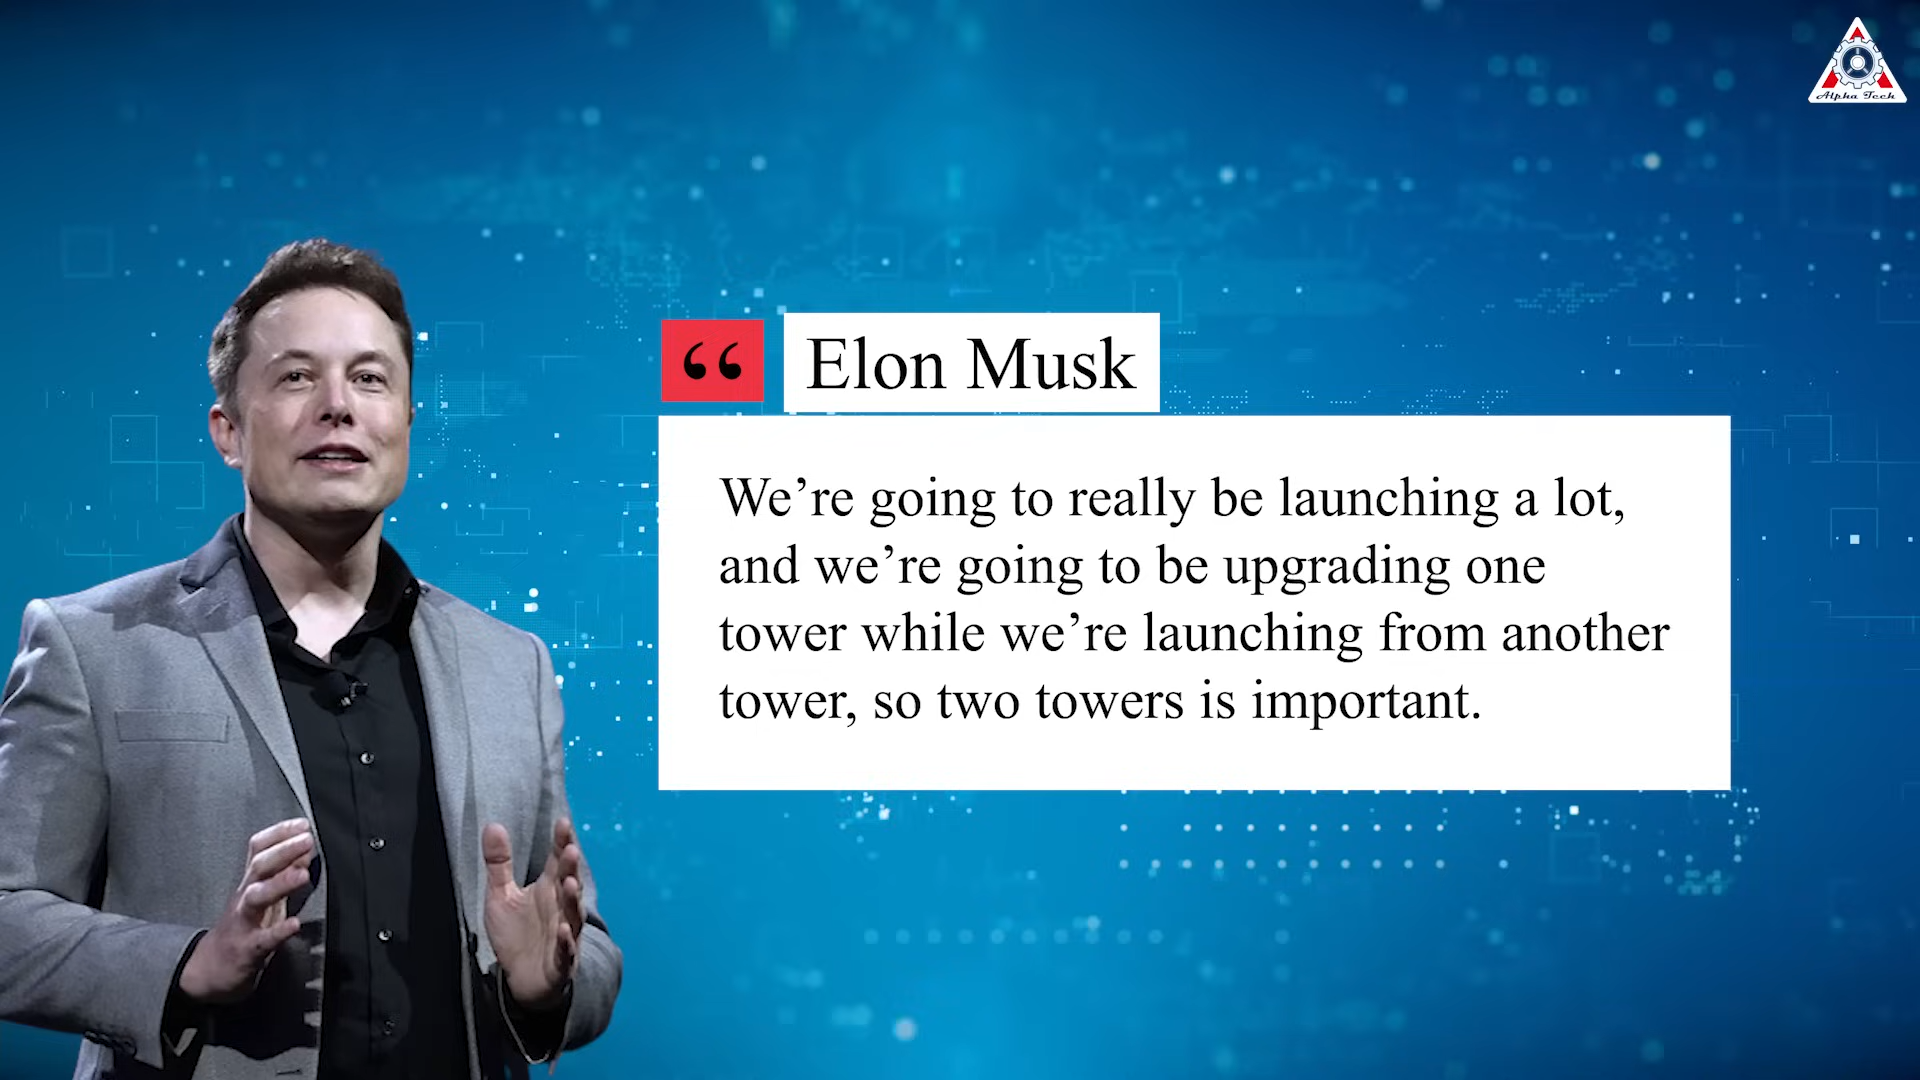 Alpha Tech
“ Elon Musk
We’re going to really be launching a lot,
and we’re going to be upgrading one
tower while we’re launching from another
tower, so two towers is important.